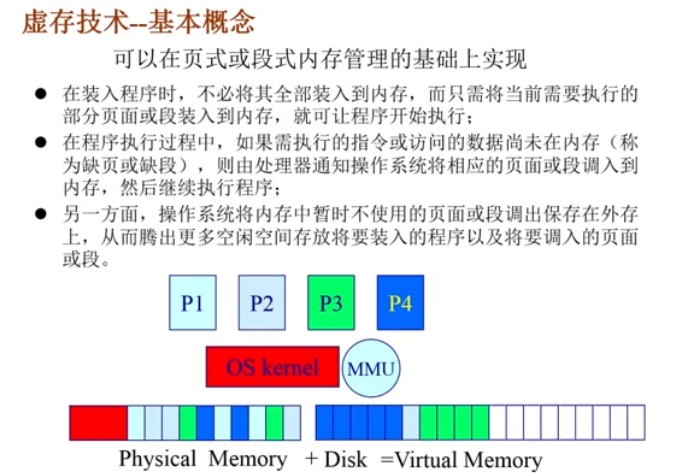 虚存技术--基本概念
可以在页式或段式内存管理的基础上实现
● 在装入程序时，不必将其全部装入到内存，而只需将当前需要执行的
部分页面或段装入到内存，就可让程序开始执行；
● 在程序执行过程中，如果需执行的指令或访问的数据尚未在内存（称
为缺页或缺段），则由处理器通知操作系统将相应的页面或段调入到
内存，然后继续执行程序；
● 另一方面，操作系统将内存中暂时不使用的页面或段调出保存在外存
上，从而腾出更多空闲空间存放将要装入的程序以及将要调入的页面
或段。
P1 P2 P3 P4
OS kernel MMU
Physical Memory + Disk =Virtual Memory